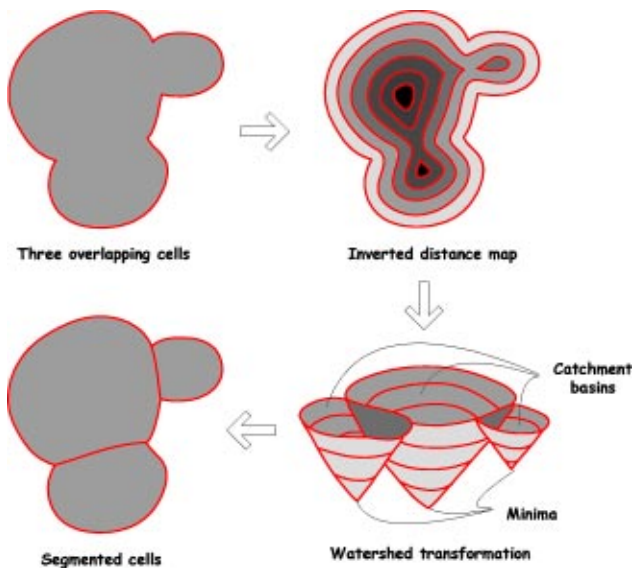 Three overlapping cells
Inverted distance map
Catchment
basins
Minima
Segmented cells
Watershed transformation